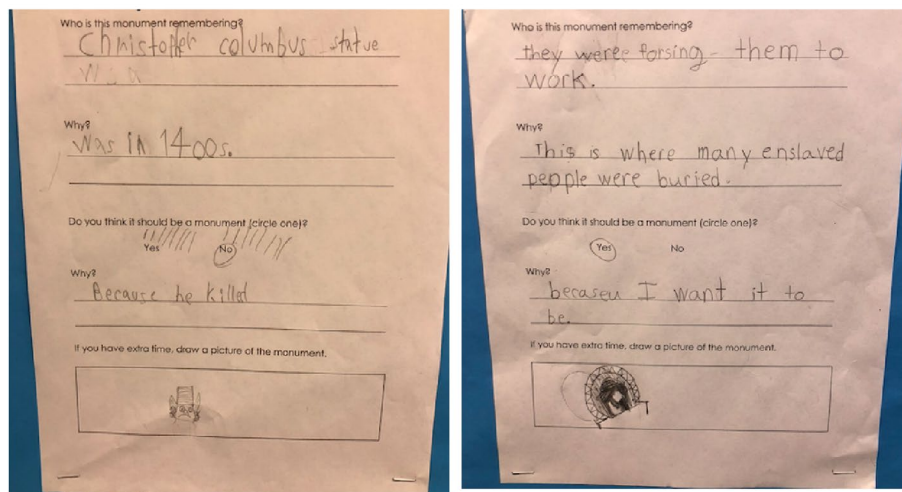 Who is this monument remembering?
Christoffer columbus statue
Why?
was in 1400s.
Do you think it should be a monument (circle one)?
Yes No
Why?
Because he killed
If you have extra time, draw a picture of the monument.
Who is this monument remembering?
they weree forsing them to
work.
Why?
This is where many enslaved
people were buried.
Do you think it should be a monument (circle one)?
Yes No
Why?
becaseu I want it to
be.
If you have extra time, draw a picture of the monument.